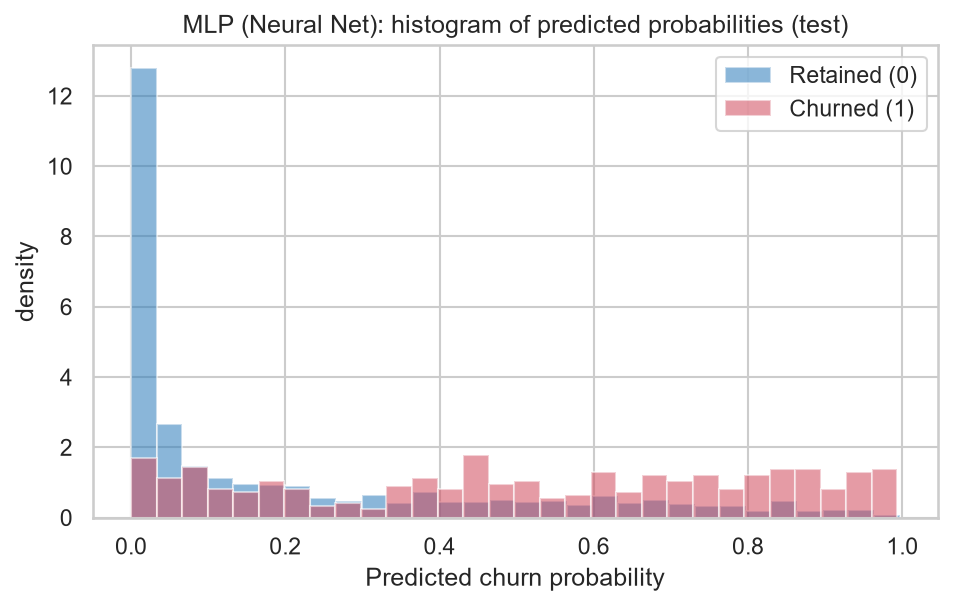 MLP (Neural Net): histogram of predicted probabilities (test)
Retained (0)
Churned (1)
density
12
10
8
6
4
2
0
0.0 0.2 0.4 0.6 0.8 1.0
Predicted churn probability